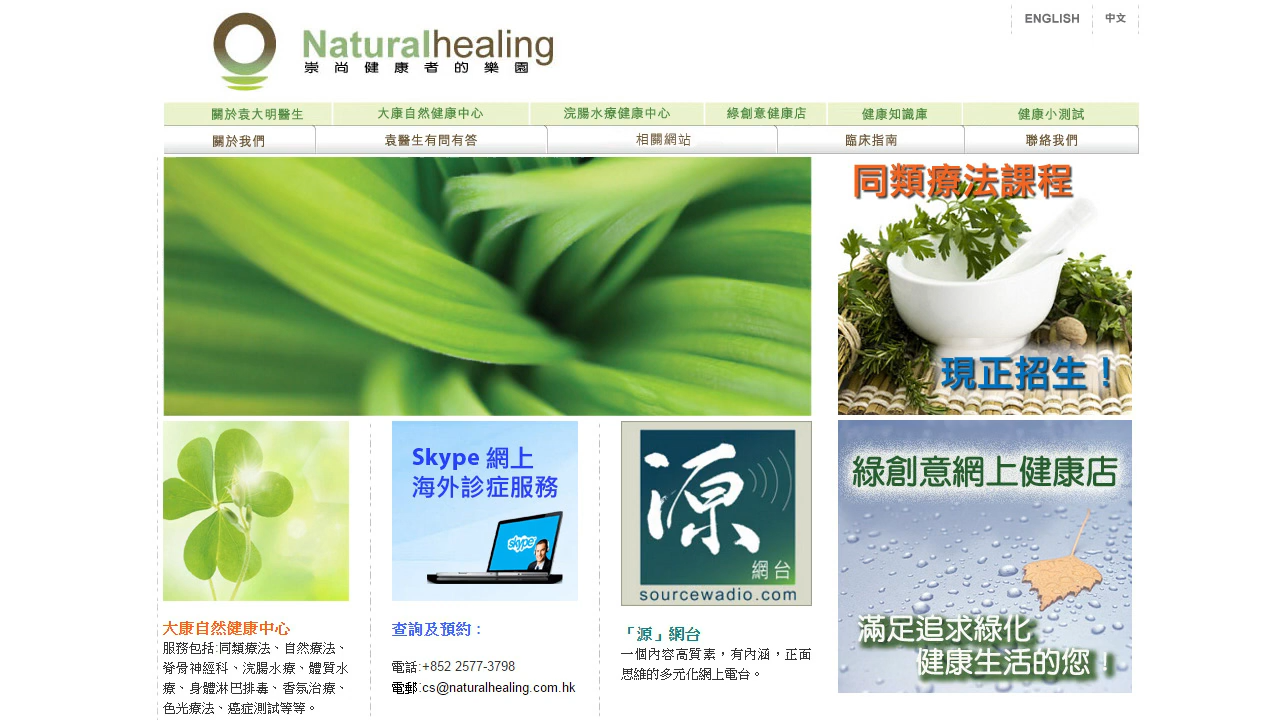 ENGLISH 中文
Naturalhealing
崇尚健康者的樂園
關於袁大明醫生 大康自然健康中心 浣腸水療健康中心 綠創意健康店 健康知識庫 健康小測試
關於我們 袁醫生有問有答 相關網站 臨床指南 聯絡我們
同類療法課程
現正招生！
Skype 網上
海外診症服務
skype
源
網台
sourcewadio.com
綠創意網上健康店
滿足追求綠化
健康生活的您！
大康自然健康中心
服務包括:同類療法、自然療法、
脊骨神經科、浣腸水療、體質水
療、身體淋巴排毒、香氛治療、
色光療法、癌症測試等等。
查詢及預約：
電話:+852 2577-3798
電郵:cs@naturalhealing.com.hk
「源」網台
一個內容高質素，有內涵，正面
思維的多元化網上電台。